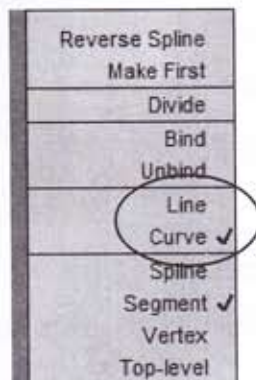 Reverse Spline
Make First
Divide
Bind
Unbind
Line
Curve ✓
Spline
Segment ✓
Vertex
Top-level